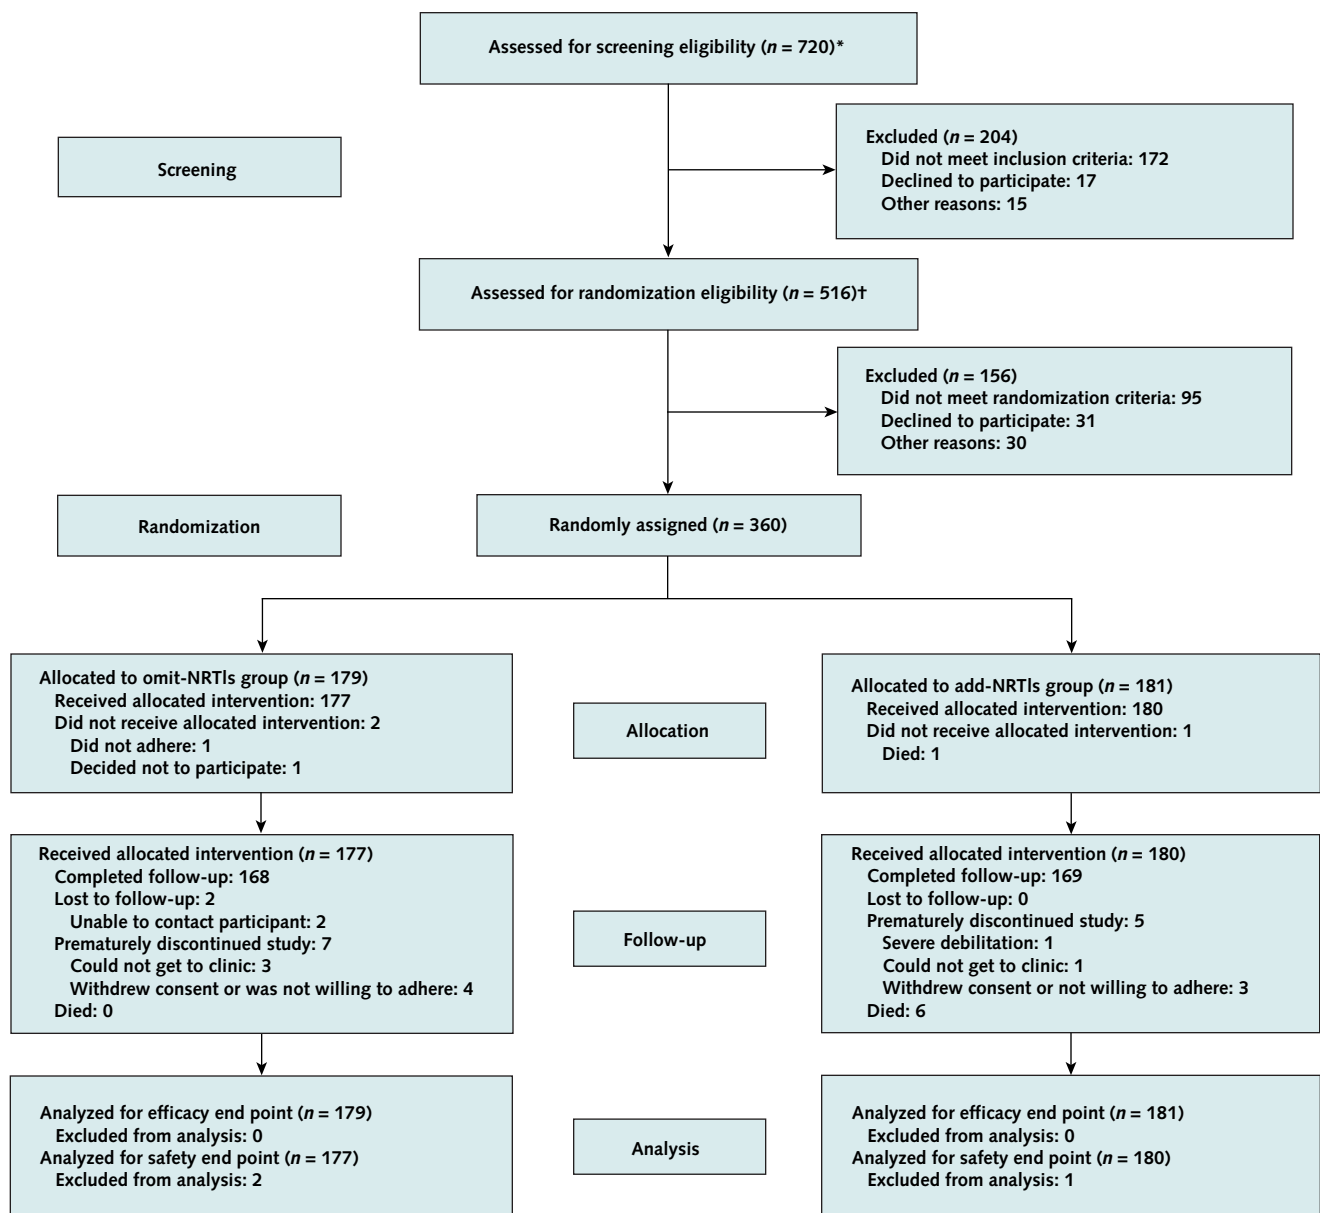 Assessed for screening eligibility (n = 720)*
Screening
Excluded (n = 204)
Did not meet inclusion criteria: 172
Declined to participate: 17
Other reasons: 15
Assessed for randomization eligibility (n = 516)†
Excluded (n = 156)
Did not meet randomization criteria: 95
Declined to participate: 31
Other reasons: 30
Randomization
Randomly assigned (n = 360)
Allocated to omit-NRTIs group (n = 179)
Received allocated intervention: 177
Did not receive allocated intervention: 2
Did not adhere: 1
Decided not to participate: 1
Allocation
Allocated to add-NRTIs group (n = 181)
Received allocated intervention: 180
Did not receive allocated intervention: 1
Died: 1
Received allocated intervention (n = 177)
Completed follow-up: 168
Lost to follow-up: 2
Unable to contact participant: 2
Prematurely discontinued study: 7
Could not get to clinic: 3
Withdrew consent or was not willing to adhere: 4
Died: 0
Follow-up
Received allocated intervention (n = 180)
Completed follow-up: 169
Lost to follow-up: 0
Prematurely discontinued study: 5
Severe debilitation: 1
Could not get to clinic: 1
Withdrew consent or not willing to adhere: 3
Died: 6
Analyzed for efficacy end point (n = 179)
Excluded from analysis: 0
Analyzed for safety end point (n = 177)
Excluded from analysis: 2
Analysis
Analyzed for efficacy end point (n = 181)
Excluded from analysis: 0
Analyzed for safety end point (n = 180)
Excluded from analysis: 1